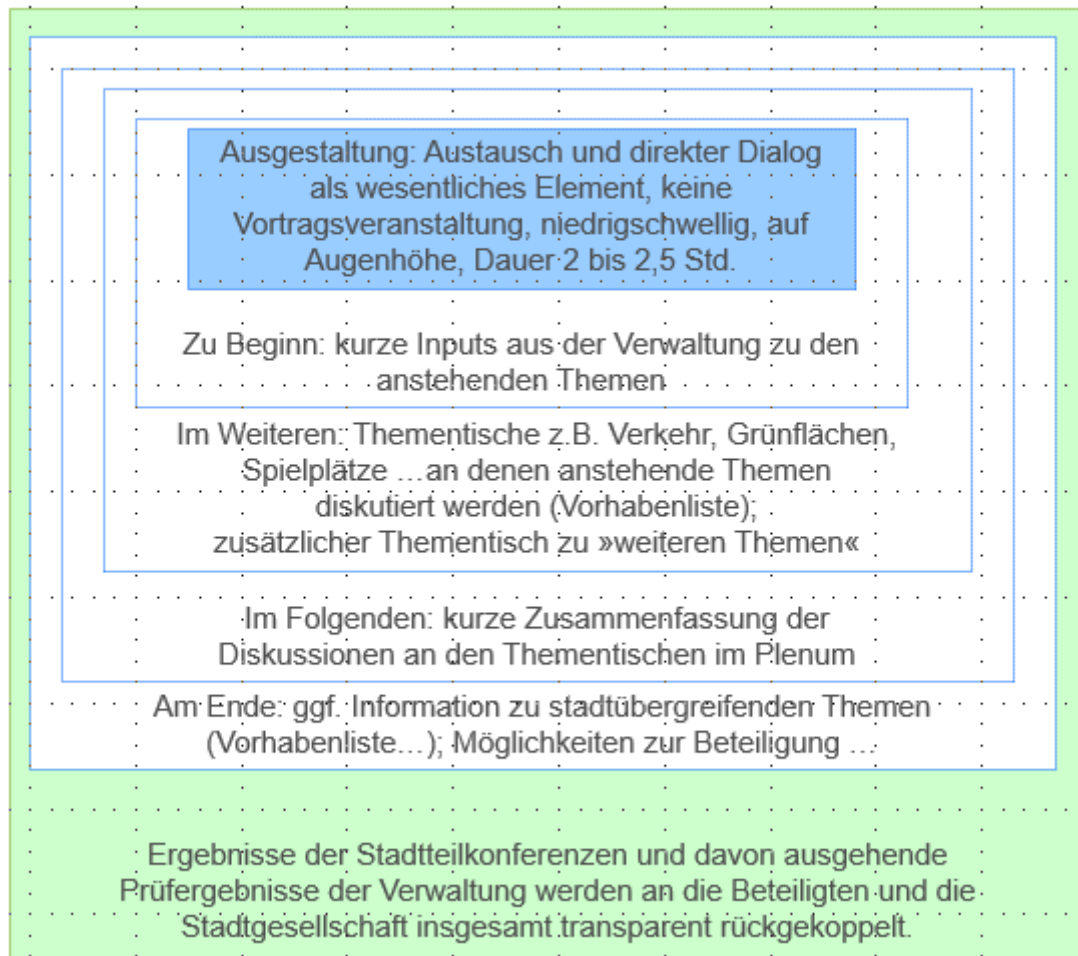 Ausgestaltung: Austausch und direkter Dialog
als wesentliches Element, keine
Vortragsveranstaltung, niedrigschwellig, auf
Augenhöhe, Dauer 2 bis 2,5 Std.
Zu Beginn: kurze Inputs aus der Verwaltung zu den
anstehenden Themen
Im Weiteren: Thementische z.B. Verkehr, Grünflächen,
Spielplätze …an denen anstehende Themen
diskutiert werden (Vorhabenliste);
zusätzlicher Thementisch zu »weiteren Themen«
Im Folgenden: kurze Zusammenfassung der
Diskussionen an den Thementischen im Plenum
Am Ende: ggf. Information zu stadtübergreifenden Themen
(Vorhabenliste…); Möglichkeiten zur Beteiligung …
Ergebnisse der Stadtteilkonferenzen und davon ausgehende
Prüfergebnisse der Verwaltung werden an die Beteiligten und die
Stadtgesellschaft insgesamt transparent rückgekoppelt.